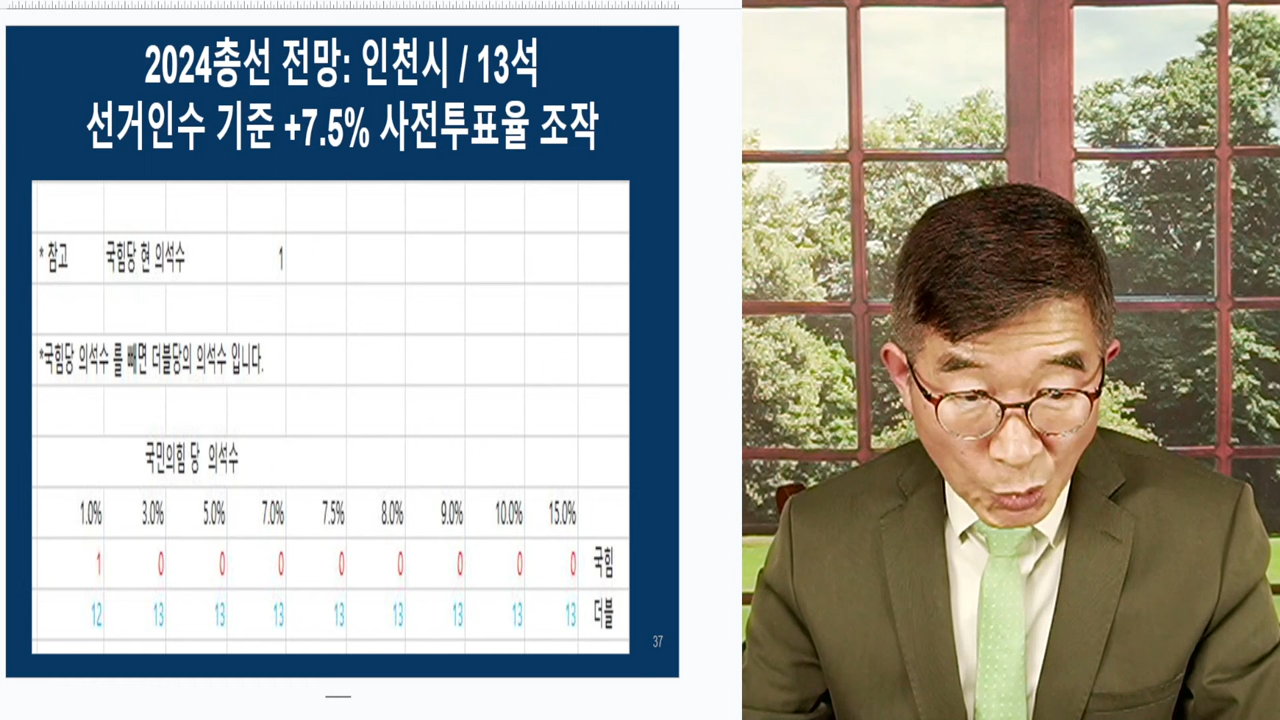 2024총선 전망: 인천시 / 13석
선거인수 기준 +7.5% 사전투표율 조작
* 참고 국힘당 현 의석수 1
*국힘당 의석수 를 빼면 더블당의 의석수 입니다.
국민의힘 당 의석수
1.0% 3.0% 5.0% 7.0% 7.5% 8.0% 9.0% 10.0% 15.0%
1 0 0 0 0 0 0 0 0 국힘
12 13 13 13 13 13 13 13 13 더블
37